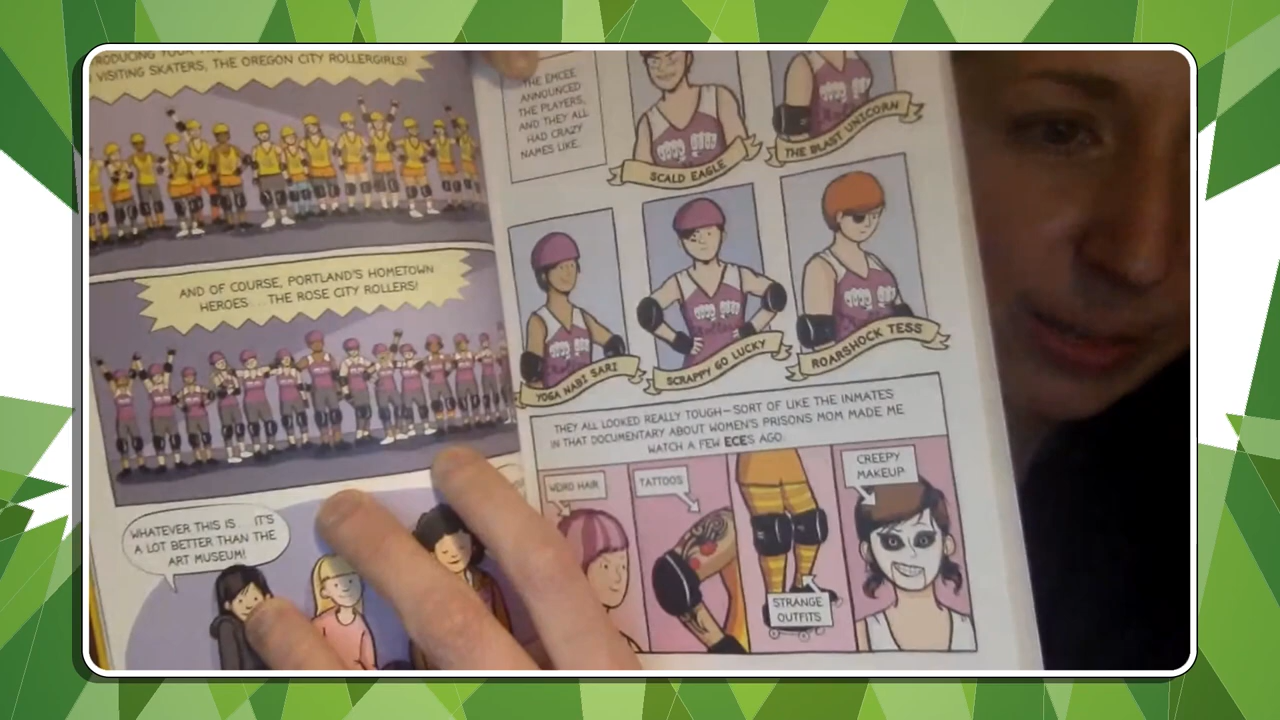 VISITING SKATERS, THE OREGON CITY ROLLERGIRLS!
AND OF COURSE, PORTLAND'S HOMETOWN
HEROES... THE ROSE CITY ROLLERS!
WHATEVER THIS IS... IT'S
A LOT BETTER THAN THE
ART MUSEUM!
THE EMCEE
ANNOUNCED
THE PLAYERS,
AND THEY ALL
HAD CRAZY
NAMES LIKE...
SCALD EAGLE
THE BLAST UNICORN
YOGA NABI SARI
SCRAPPY GO LUCKY
ROARSHOCK TESS
THEY ALL LOOKED REALLY TOUGH—SORT OF LIKE THE INMATES
IN THAT DOCUMENTARY ABOUT WOMEN'S PRISONS MOM MADE ME
WATCH A FEW ECES AGO.
WEIRD HAIR
TATTOOS
STRANGE
OUTFITS
CREEPY
MAKEUP